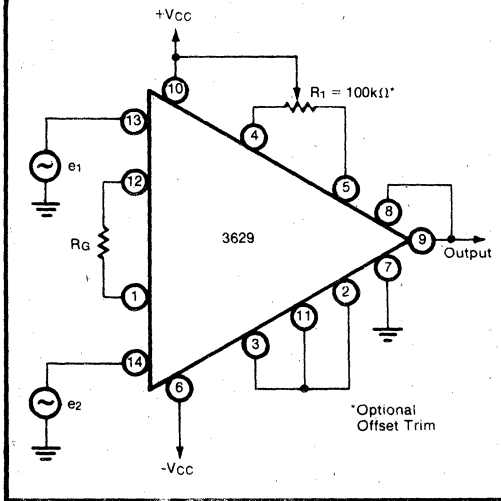 +VCC
10
R1 = 100kΩ*
13
4
e1
12
5
8
RG
3629
9
Output
7
1
2
11
3
14
6
e2
*Optional
Offset Trim
-VCC